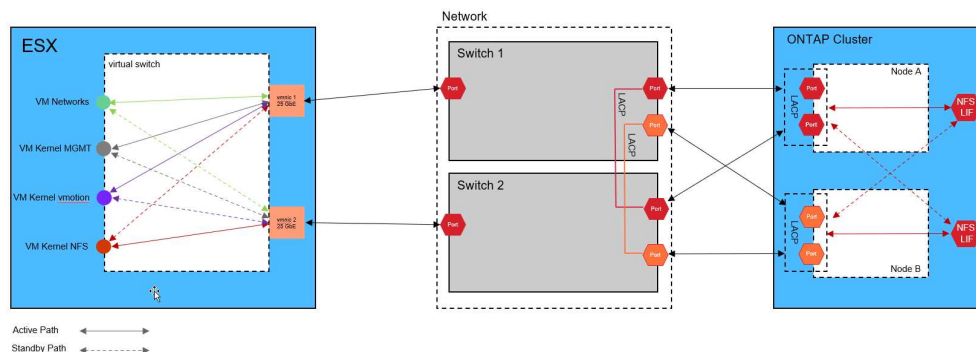 Network
ESX
ONTAP Cluster
virtual switch
Switch 1
Node A
VM Networks
vmnic 1
25 GbE
Port
Port
Port
LACP
NFS
LIF
VM Kernel MGMT
LACP
Port
Port
LACP
Switch 2
VM Kernel vmotion
vmnic 2
25 GbE
Port
Port
Port
LACP
NFS
LIF
VM Kernel NFS
Port
Port
Node B
Active Path
Standby Path